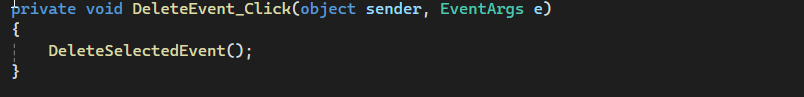 private void DeleteEvent_Click(object sender, EventArgs e)
{
    DeleteSelectedEvent();
}